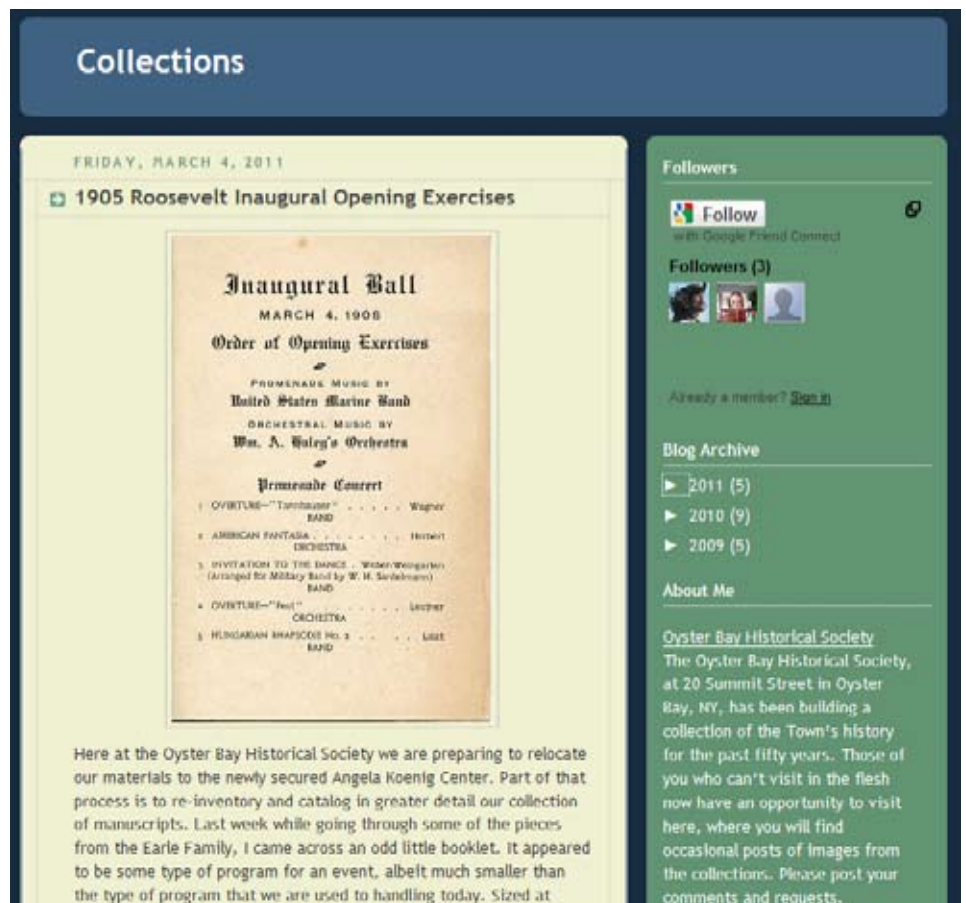 Collections
FRIDAY, MARCH 4, 2011
1905 Roosevelt Inaugural Opening Exercises
Inaugural Ball
MARCH 4, 1905
Order of Opening Exercises
PROMENADE MUSIC BY
United States Marine Band
ORCHESTRAL MUSIC BY
Wm. A. Haley's Orchestra
Promenade Concert
1 OVERTURE—"Tannhauser" . . . . . Wagner
BAND
2 AMERICAN FANTASIA . . . . . . . . Herbert
ORCHESTRA
3 INVITATION TO THE DANCE . Weber-Weingarten
(Arranged for Military Band by W. H. Santelmann)
BAND
4 OVERTURE—"Fest" . . . . . . . Leutner
ORCHESTRA
5 HUNGARIAN RHAPSODIE No. 2 . . . . Liszt
BAND
Here at the Oyster Bay Historical Society we are preparing to relocate
our materials to the newly secured Angela Koenig Center. Part of that
process is to re-inventory and catalog in greater detail our collection
of manuscripts. Last week while going through some of the pieces
from the Earle Family, I came across an odd little booklet. It appeared
to be some type of program for an event, albeit much smaller than
the type of program that we are used to handling today. Sized at
Followers
Follow
with Google Friend Connect
Followers (3)
Already a member? Sign in
Blog Archive
► 2011 (5)
► 2010 (9)
► 2009 (5)
About Me
Oyster Bay Historical Society
The Oyster Bay Historical Society,
at 20 Summit Street in Oyster
Bay, NY, has been building a
collection of the Town's history
for the past fifty years. Those of
you who can't visit in the flesh
now have an opportunity to visit
here, where you will find
occasional posts of images from
the collections. Please post your
comments and requests.